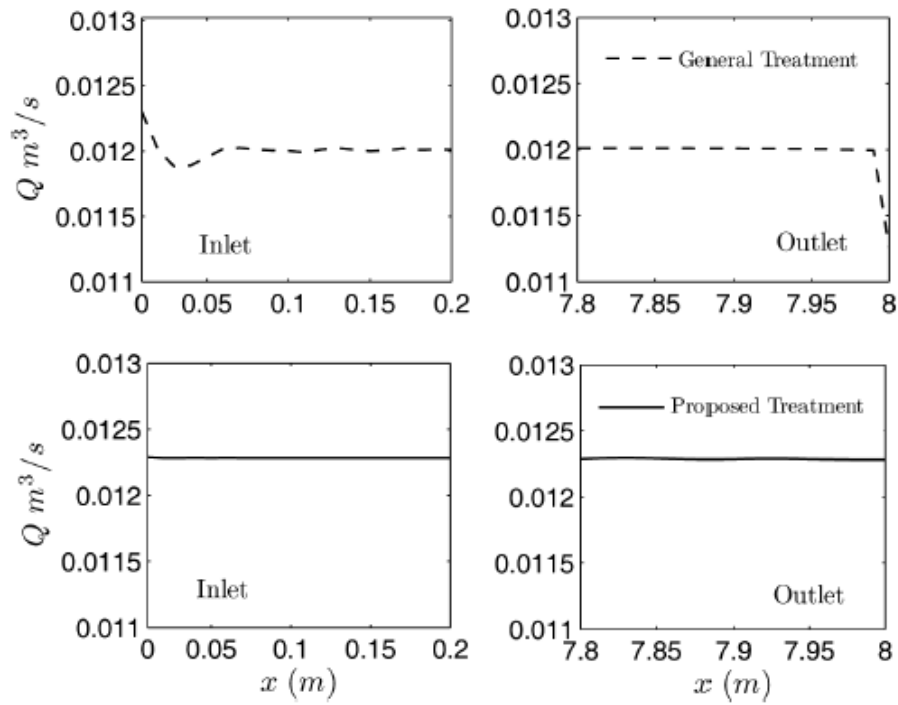 0.013
0.0125
0.012
0.0115
0.011
Q m³/s
Inlet
0 0.05 0.1 0.15 0.2
0.013
0.0125
0.012
0.0115
0.011
General Treatment
Outlet
7.8 7.85 7.9 7.95 8
0.013
0.0125
0.012
0.0115
0.011
Q m³/s
Inlet
0 0.05 0.1 0.15 0.2
x (m)
0.013
0.0125
0.012
0.0115
0.011
Proposed Treatment
Outlet
7.8 7.85 7.9 7.95 8
x (m)